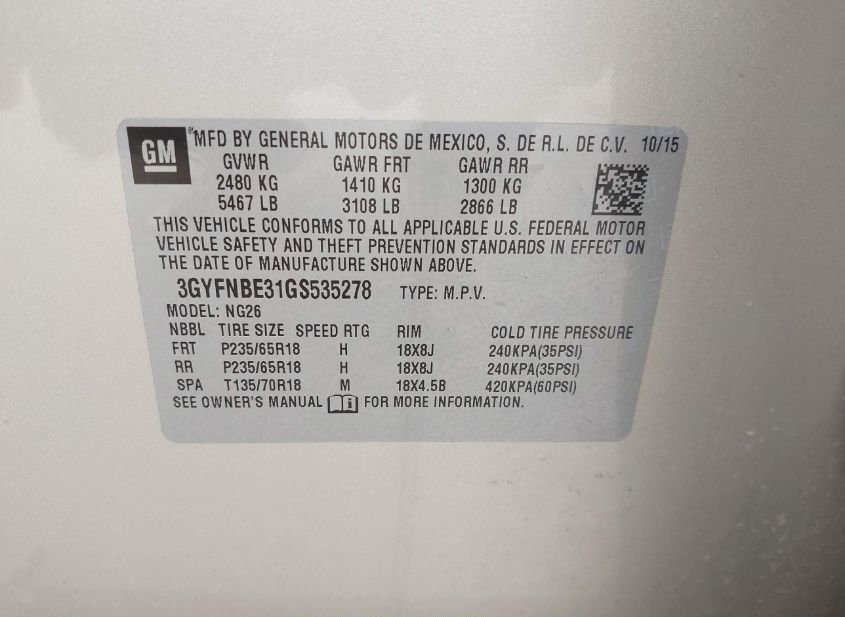 GM ®MFD BY GENERAL MOTORS DE MEXICO, S. DE R.L. DE C.V. 10/15
GVWR GAWR FRT GAWR RR
2480 KG 1410 KG 1300 KG
5467 LB 3108 LB 2866 LB
THIS VEHICLE CONFORMS TO ALL APPLICABLE U.S. FEDERAL MOTOR
VEHICLE SAFETY AND THEFT PREVENTION STANDARDS IN EFFECT ON
THE DATE OF MANUFACTURE SHOWN ABOVE.
3GYFNBE31GS535278 TYPE: M.P.V.
MODEL: NG26
NBBL TIRE SIZE SPEED RTG RIM COLD TIRE PRESSURE
FRT P235/65R18 H 18X8J 240KPA(35PSI)
RR P235/65R18 H 18X8J 240KPA(35PSI)
SPA T135/70R18 M 18X4.5B 420KPA(60PSI)
SEE OWNER'S MANUAL FOR MORE INFORMATION.